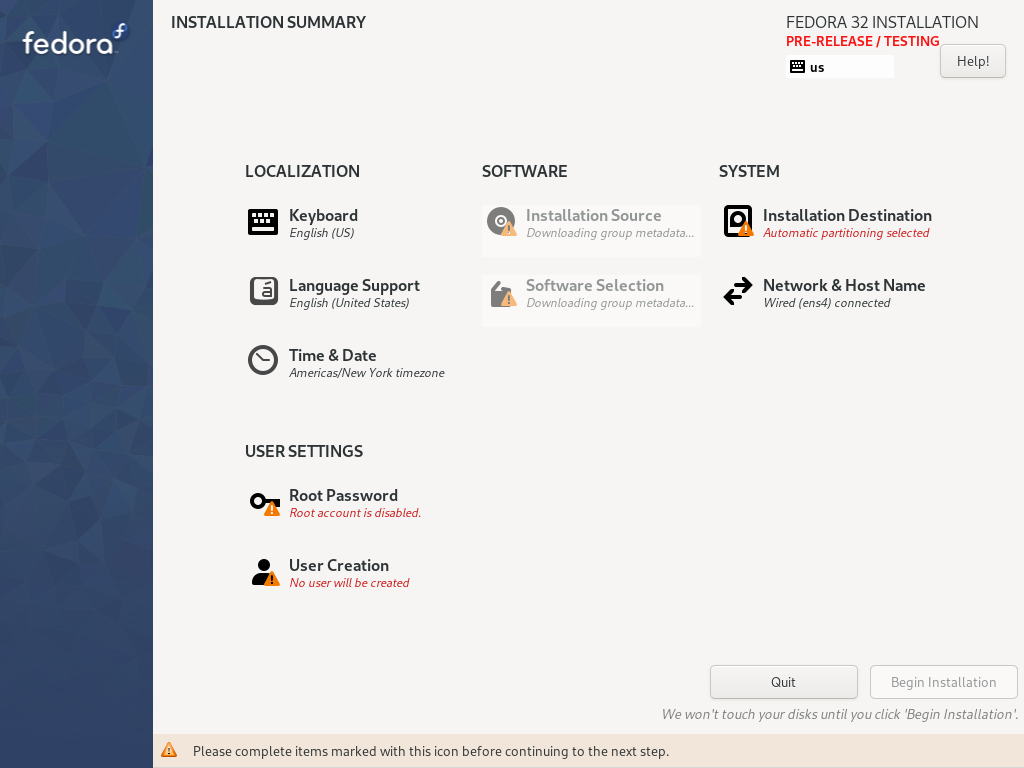 fedora
INSTALLATION SUMMARY
FEDORA 32 INSTALLATION
PRE-RELEASE / TESTING
us
Help!
LOCALIZATION
Keyboard
English (US)
Language Support
English (United States)
Time & Date
Americas/New York timezone
SOFTWARE
Installation Source
Downloading group metadata...
Software Selection
Downloading group metadata...
SYSTEM
Installation Destination
Automatic partitioning selected
Network & Host Name
Wired (ens4) connected
USER SETTINGS
Root Password
Root account is disabled.
User Creation
No user will be created
Quit
Begin Installation
We won't touch your disks until you click 'Begin Installation'.
Please complete items marked with this icon before continuing to the next step.